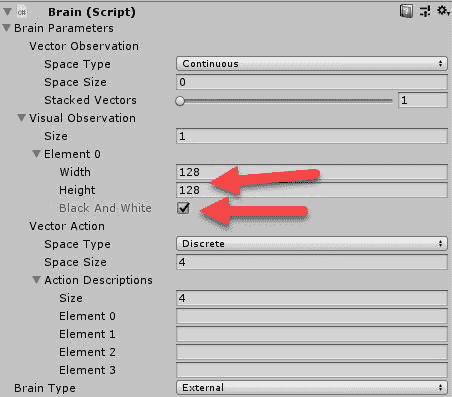 Brain (Script)
Brain Parameters
Vector Observation
Space Type Continuous
Space Size 0
Stacked Vectors 1
Visual Observation
Size 1
Element 0
Width 128
Height 128
Black And White
Vector Action
Space Type Discrete
Space Size 4
Action Descriptions
Size 4
Element 0
Element 1
Element 2
Element 3
Brain Type External